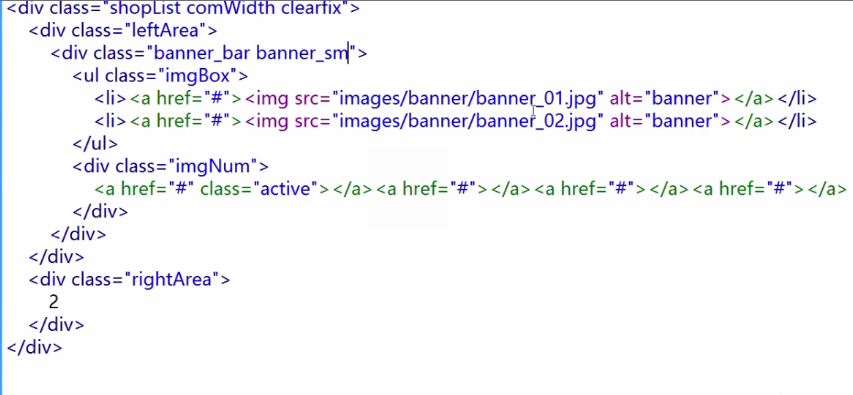 <div class="shopList comWidth clearfix">
<div class="leftArea">
<div class="banner_bar banner_sm">
<ul class="imgBox">
<li><a href="#"><img src="images/banner/banner_01.jpg" alt="banner"></a></li>
<li><a href="#"><img src="images/banner/banner_02.jpg" alt="banner"></a></li>
</ul>
<div class="imgNum">
<a href="#" class="active"></a><a href="#"></a><a href="#"></a><a href="#"></a>
</div>
</div>
</div>
<div class="rightArea">
2
</div>
</div>